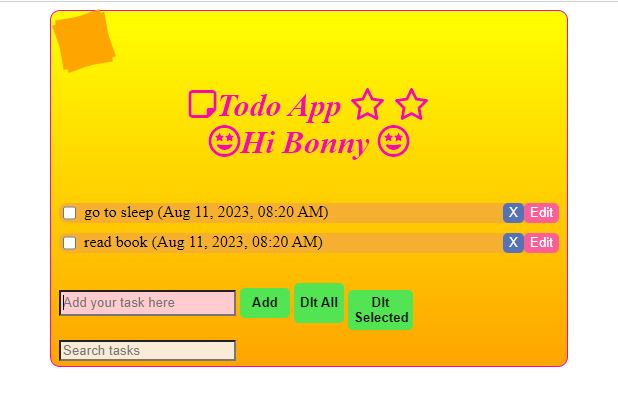 Todo App
Hi Bonny
go to sleep (Aug 11, 2023, 08:20 AM) X Edit
read book (Aug 11, 2023, 08:20 AM) X Edit
Add your task here Add Dlt All Dlt
Selected
Search tasks